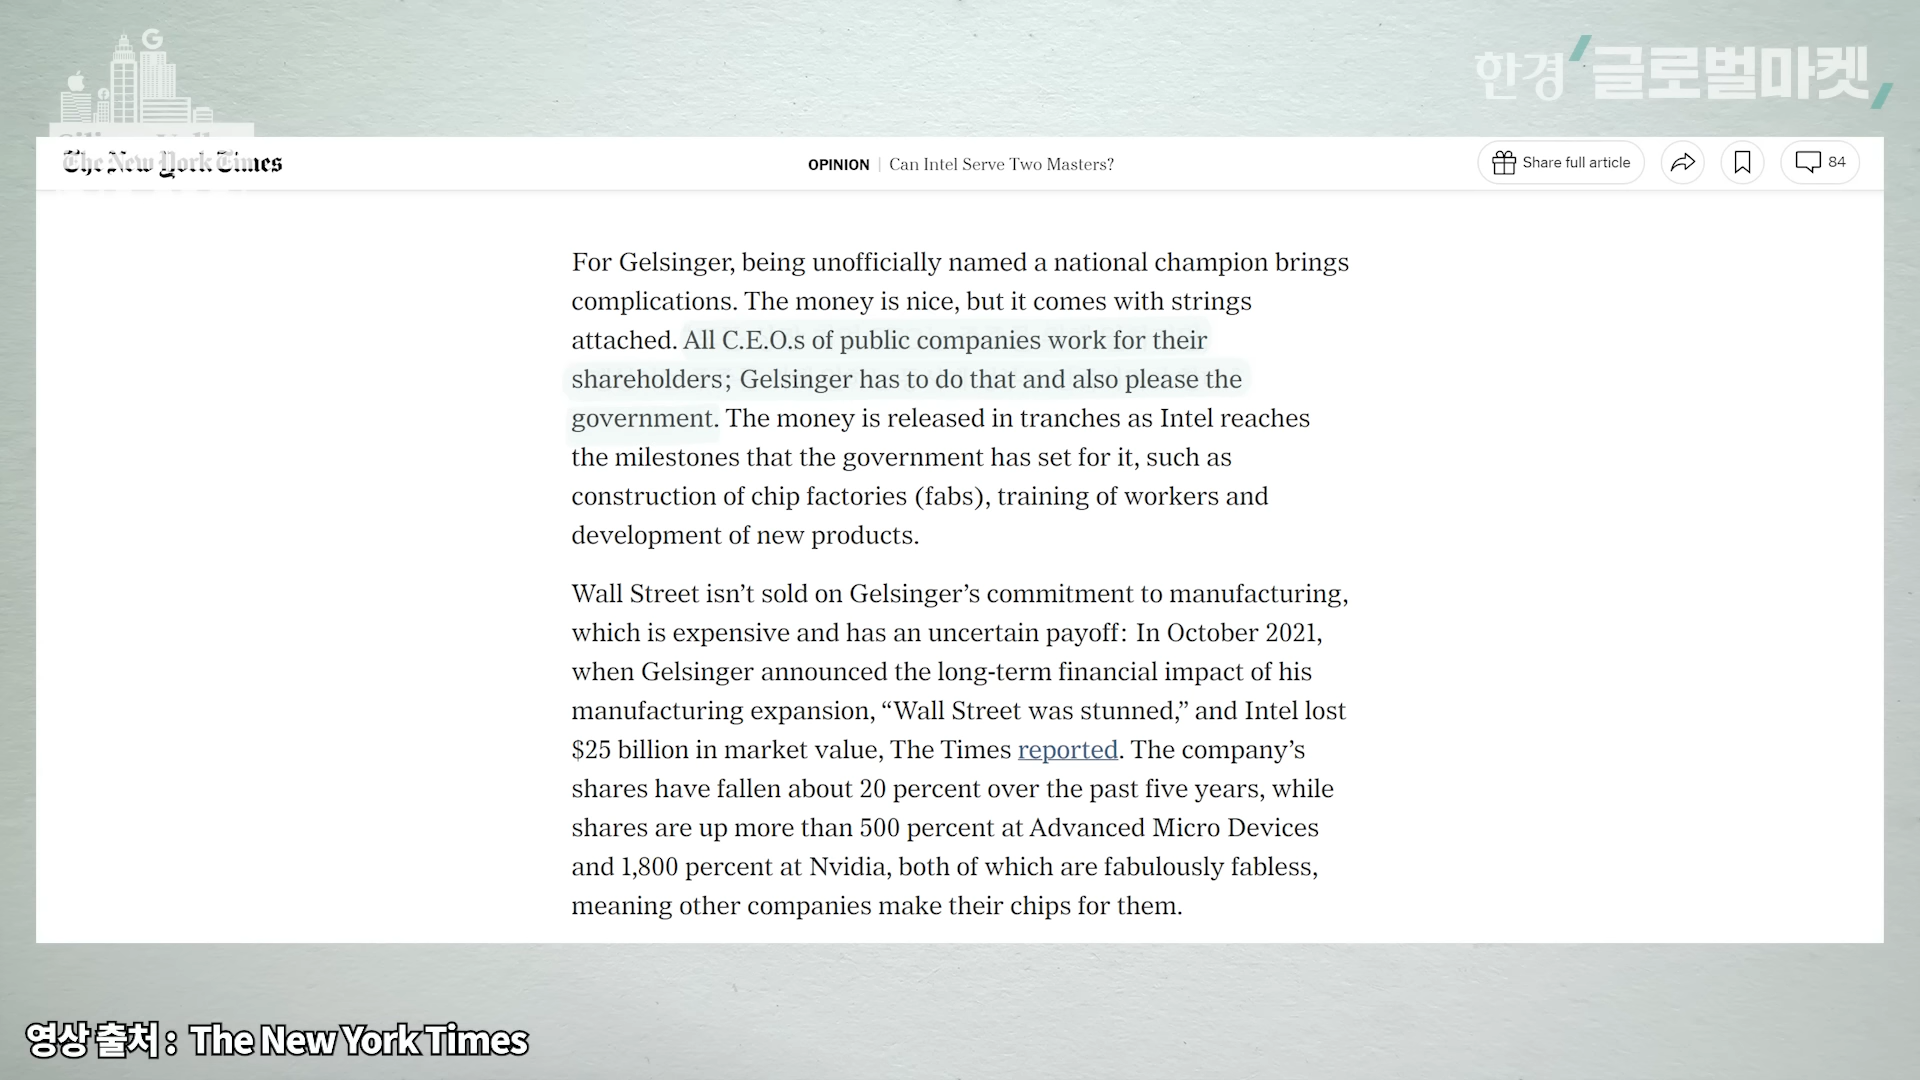 G
한경 글로벌마켓
The New York Times
OPINION | Can Intel Serve Two Masters?
Share full article
84
For Gelsinger, being unofficially named a national champion brings
complications. The money is nice, but it comes with strings
attached. All C.E.O.s of public companies work for their
shareholders; Gelsinger has to do that and also please the
government. The money is released in tranches as Intel reaches
the milestones that the government has set for it, such as
construction of chip factories (fabs), training of workers and
development of new products.
Wall Street isn’t sold on Gelsinger’s commitment to manufacturing,
which is expensive and has an uncertain payoff: In October 2021,
when Gelsinger announced the long-term financial impact of his
manufacturing expansion, “Wall Street was stunned,” and Intel lost
$25 billion in market value, The Times reported. The company’s
shares have fallen about 20 percent over the past five years, while
shares are up more than 500 percent at Advanced Micro Devices
and 1,800 percent at Nvidia, both of which are fabulously fabless,
meaning other companies make their chips for them.
영상 출처 : The New York Times